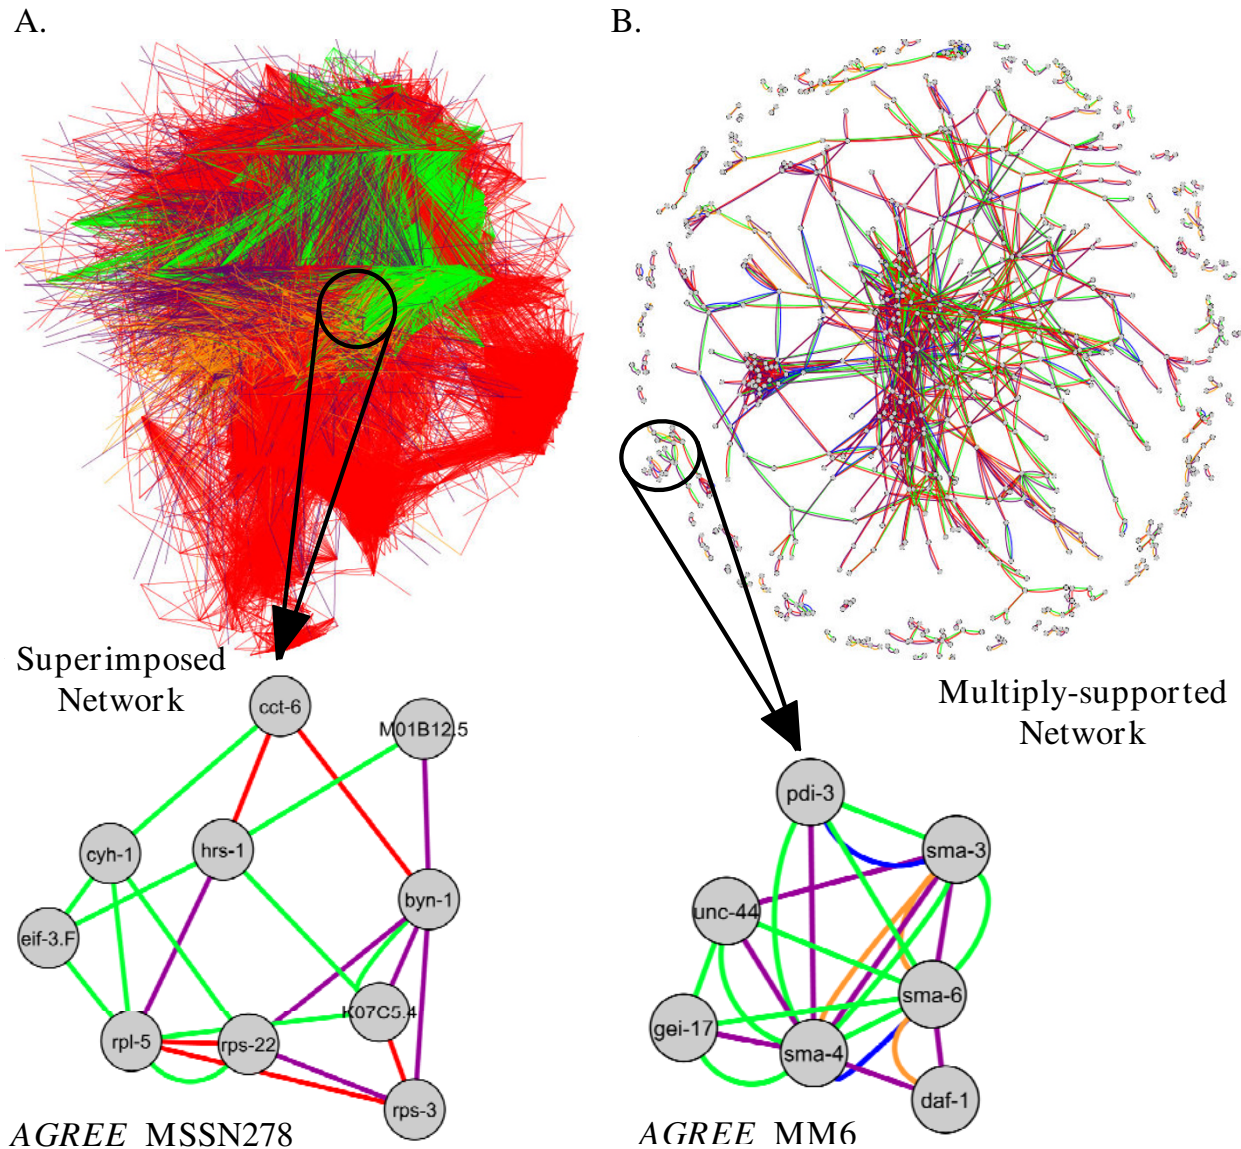 A.
B.
Superimposed
Network
Multiply-supported
Network
cct-6
M01B12.5
cyh-1
hrs-1
byn-1
eif-3.F
K07C5.4
rpl-5
rps-22
rps-3
AGREE MSSN278
pdi-3
sma-3
unc-44
sma-6
gei-17
sma-4
daf-1
AGREE MM6